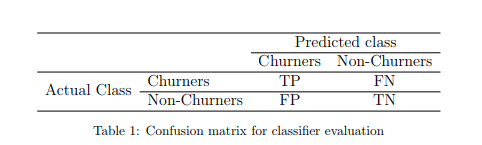 Predicted class
Churners Non-Churners
Actual Class Churners TP FN
Non-Churners FP TN
Table 1: Confusion matrix for classifier evaluation